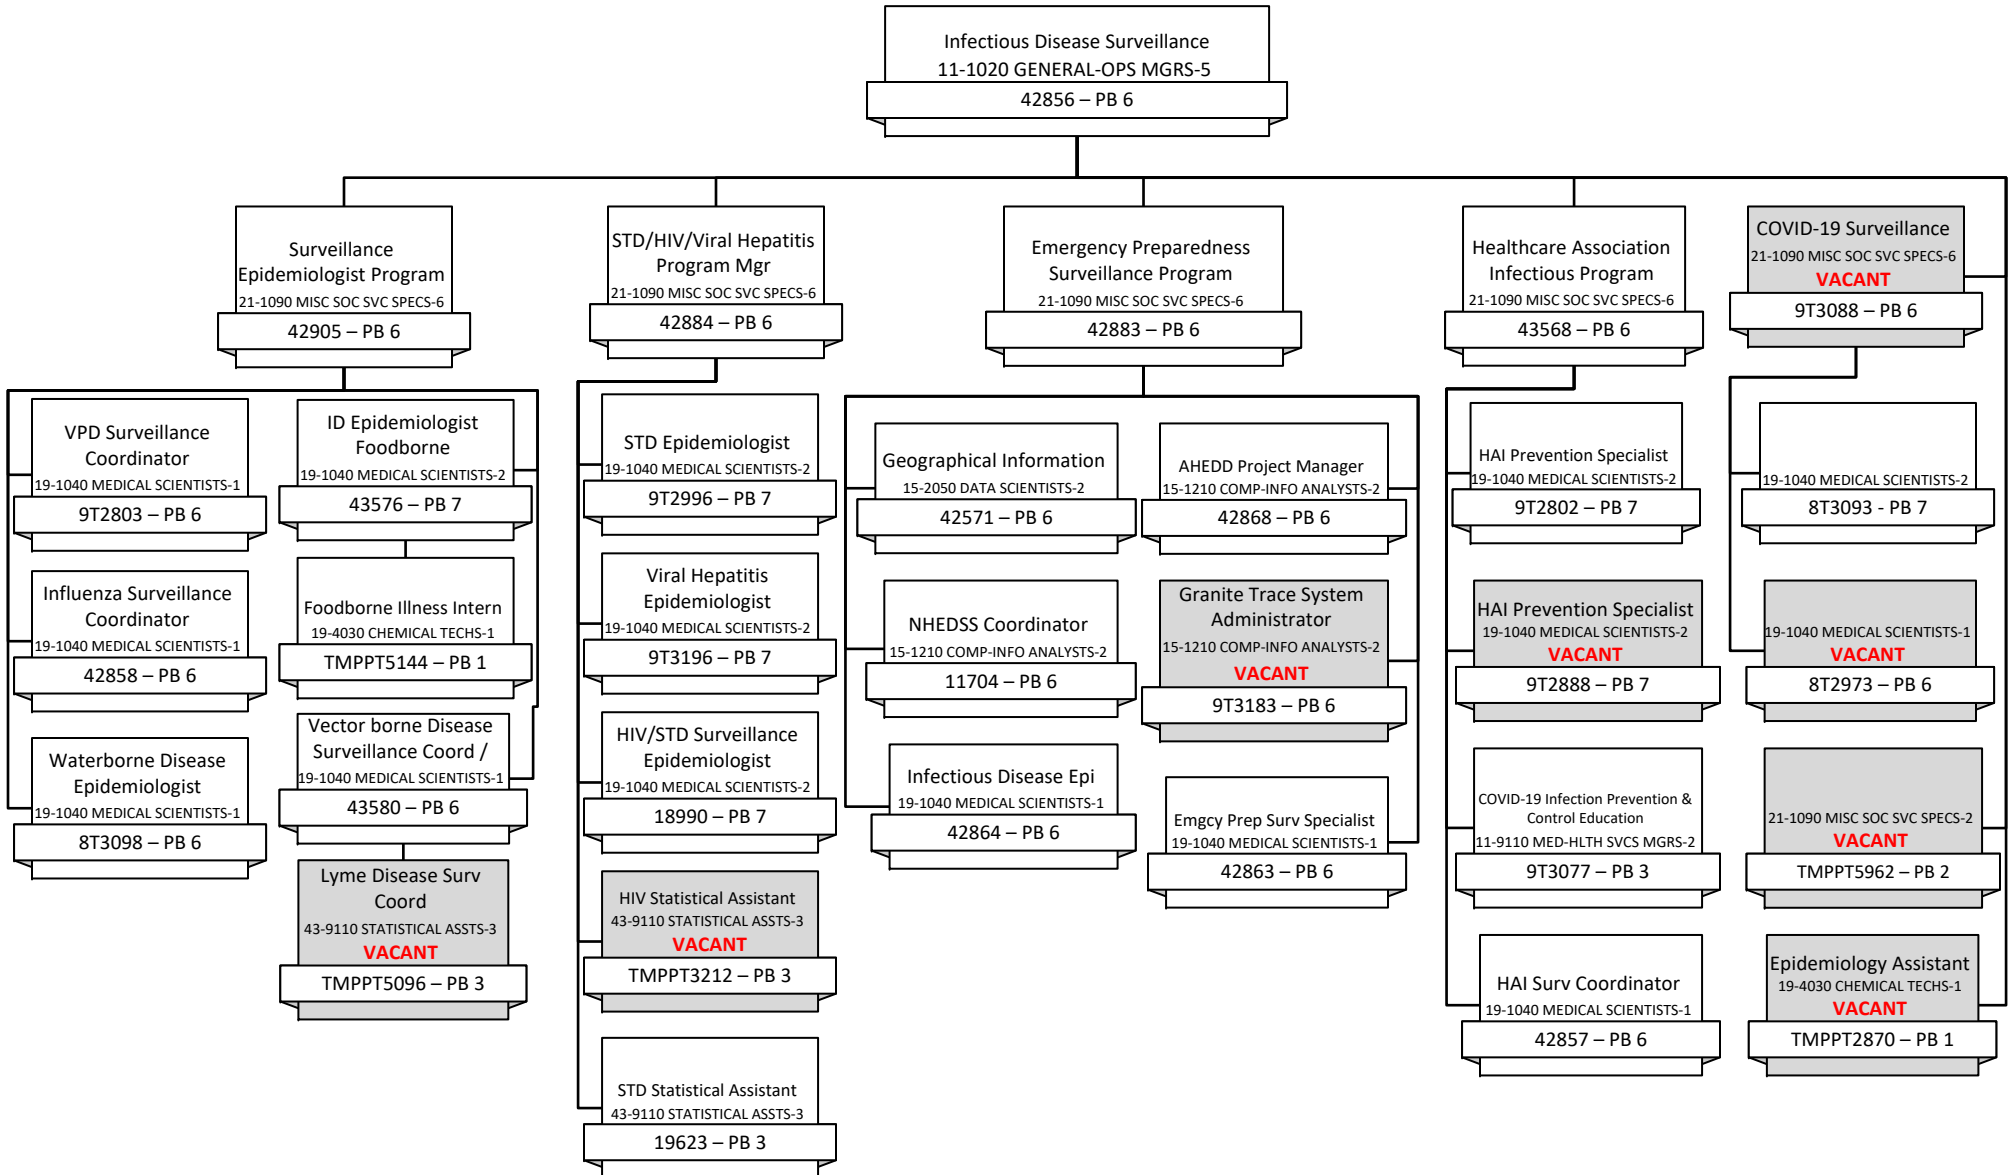 Infectious Disease Surveillance
11-1020 GENERAL-OPS MGRS-5
42856 – PB 6
Surveillance
Epidemiologist Program
21-1090 MISC SOC SVC SPECS-6
42905 – PB 6
STD/HIV/Viral Hepatitis
Program Mgr
21-1090 MISC SOC SVC SPECS-6
42884 – PB 6
Emergency Preparedness
Surveillance Program
21-1090 MISC SOC SVC SPECS-6
42883 – PB 6
Healthcare Association
Infectious Program
21-1090 MISC SOC SVC SPECS-6
43568 – PB 6
COVID-19 Surveillance
21-1090 MISC SOC SVC SPECS-6
VACANT
9T3088 – PB 6
VPD Surveillance
Coordinator
19-1040 MEDICAL SCIENTISTS-1
9T2803 – PB 6
Influenza Surveillance
Coordinator
19-1040 MEDICAL SCIENTISTS-1
42858 – PB 6
Waterborne Disease
Epidemiologist
19-1040 MEDICAL SCIENTISTS-1
8T3098 – PB 6
ID Epidemiologist
Foodborne
19-1040 MEDICAL SCIENTISTS-2
43576 – PB 7
Foodborne Illness Intern
19-4030 CHEMICAL TECHS-1
TMPPT5144 – PB 1
Vector borne Disease
Surveillance Coord /
19-1040 MEDICAL SCIENTISTS-1
43580 – PB 6
Lyme Disease Surv
Coord
43-9110 STATISTICAL ASSTS-3
VACANT
TMPPT5096 – PB 3
STD Epidemiologist
19-1040 MEDICAL SCIENTISTS-2
9T2996 – PB 7
Viral Hepatitis
Epidemiologist
19-1040 MEDICAL SCIENTISTS-2
9T3196 – PB 7
HIV/STD Surveillance
Epidemiologist
19-1040 MEDICAL SCIENTISTS-2
18990 – PB 7
HIV Statistical Assistant
43-9110 STATISTICAL ASSTS-3
VACANT
TMPPT3212 – PB 3
STD Statistical Assistant
43-9110 STATISTICAL ASSTS-3
19623 – PB 3
Geographical Information
15-2050 DATA SCIENTISTS-2
42571 – PB 6
NHEDSS Coordinator
15-1210 COMP-INFO ANALYSTS-2
11704 – PB 6
Infectious Disease Epi
19-1040 MEDICAL SCIENTISTS-1
42864 – PB 6
AHEDD Project Manager
15-1210 COMP-INFO ANALYSTS-2
42868 – PB 6
Granite Trace System
Administrator
15-1210 COMP-INFO ANALYSTS-2
VACANT
9T3183 – PB 6
Emgcy Prep Surv Specialist
19-1040 MEDICAL SCIENTISTS-1
42863 – PB 6
HAI Prevention Specialist
19-1040 MEDICAL SCIENTISTS-2
9T2802 – PB 7
HAI Prevention Specialist
19-1040 MEDICAL SCIENTISTS-2
VACANT
9T2888 – PB 7
COVID-19 Infection Prevention &
Control Education
11-9110 MED-HLTH SVCS MGRS-2
9T3077 – PB 3
HAI Surv Coordinator
19-1040 MEDICAL SCIENTISTS-1
42857 – PB 6
19-1040 MEDICAL SCIENTISTS-2
8T3093 - PB 7
19-1040 MEDICAL SCIENTISTS-1
VACANT
8T2973 – PB 6
21-1090 MISC SOC SVC SPECS-2
VACANT
TMPPT5962 – PB 2
Epidemiology Assistant
19-4030 CHEMICAL TECHS-1
VACANT
TMPPT2870 – PB 1